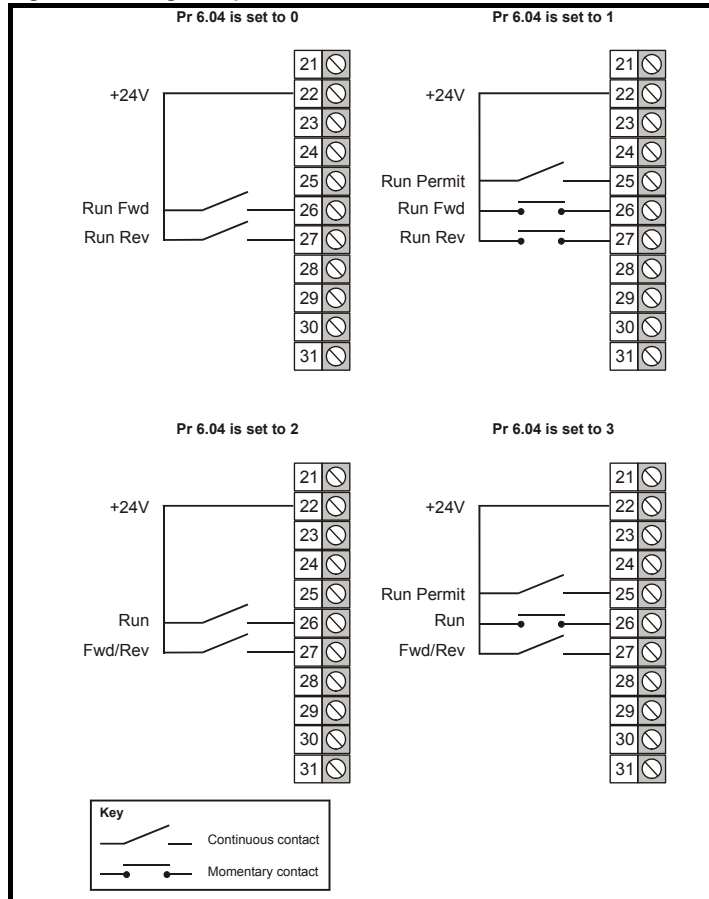 Pr 6.04 is set to 0
21
+24V 22
23
24
25
Run Fwd 26
Run Rev 27
28
29
30
31
Pr 6.04 is set to 1
21
+24V 22
23
24
Run Permit 25
Run Fwd 26
Run Rev 27
28
29
30
31
Pr 6.04 is set to 2
21
+24V 22
23
24
25
Run 26
Fwd/Rev 27
28
29
30
31
Pr 6.04 is set to 3
21
+24V 22
23
24
Run Permit 25
Run 26
Fwd/Rev 27
28
29
30
31
Key
Continuous contact
Momentary contact